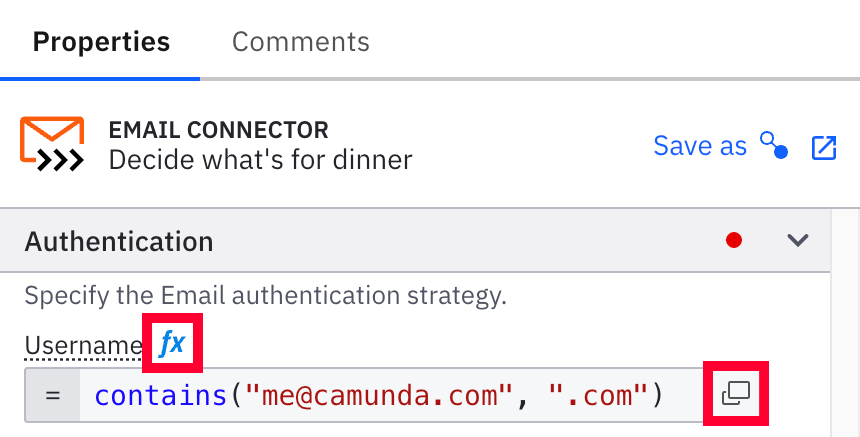 Properties Comments
EMAIL CONNECTOR
Decide what's for dinner
Save as
Authentication
Specify the Email authentication strategy.
Username fx
= contains("me@camunda.com", ".com")